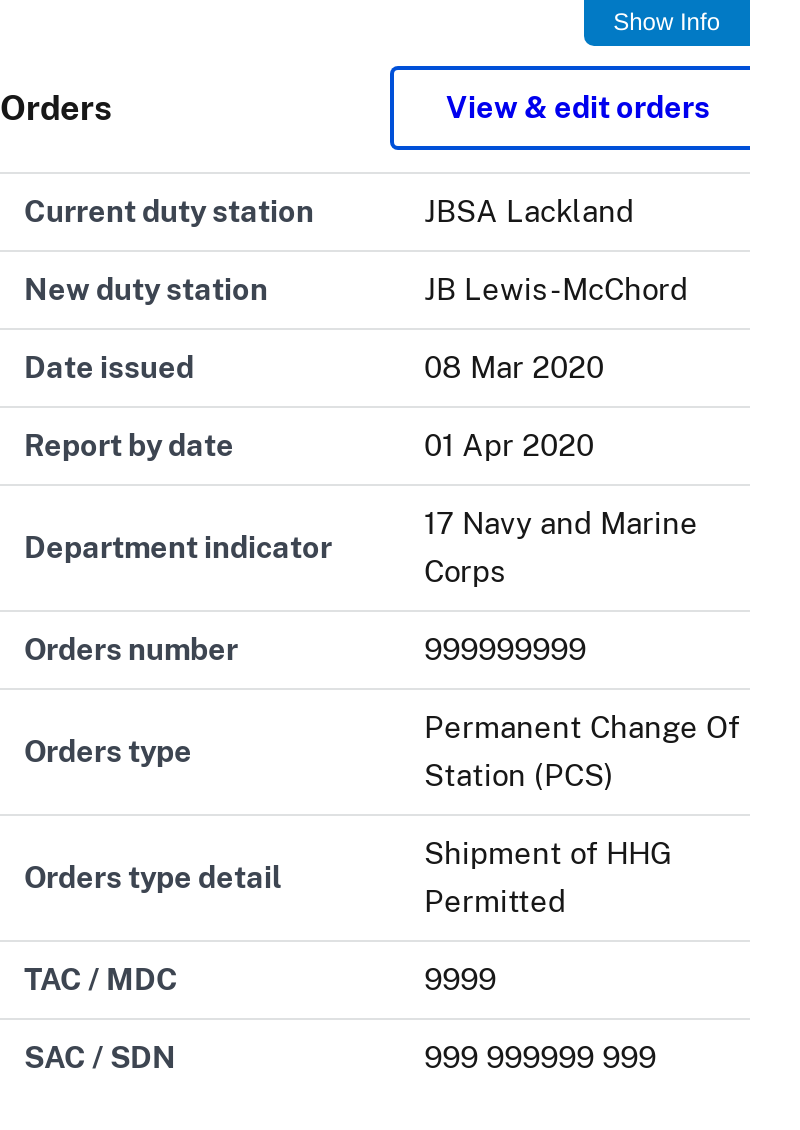 Show Info
Orders
View & edit orders
Current duty station
JBSA Lackland
New duty station
JB Lewis-McChord
Date issued
08 Mar 2020
Report by date
01 Apr 2020
Department indicator
17 Navy and Marine
Corps
Orders number
999999999
Orders type
Permanent Change Of
Station (PCS)
Orders type detail
Shipment of HHG
Permitted
TAC / MDC
9999
SAC / SDN
999 999999 999